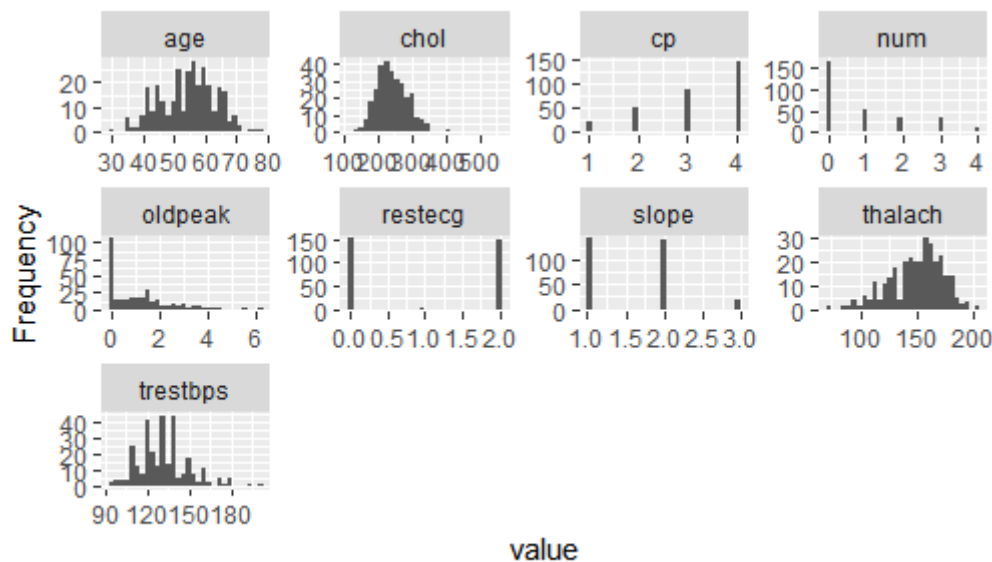 age chol cp num
20 10 0
40 30 20 10 0
150 100 50 0
150 100 50 0
30 40 50 60 70 80
100 200 300 400 500
1 2 3 4
0 1 2 3 4
Frequency
oldpeak restecg slope thalach
100 75 50 25 0
150 100 50 0
100 50 0
30 20 10 0
0 2 4 6
0.0 0.5 1.0 1.5 2.0
1.0 1.5 2.0 2.5 3.0
100 150 200
trestbps
40 30 20 10 0
90 120 150 180
value